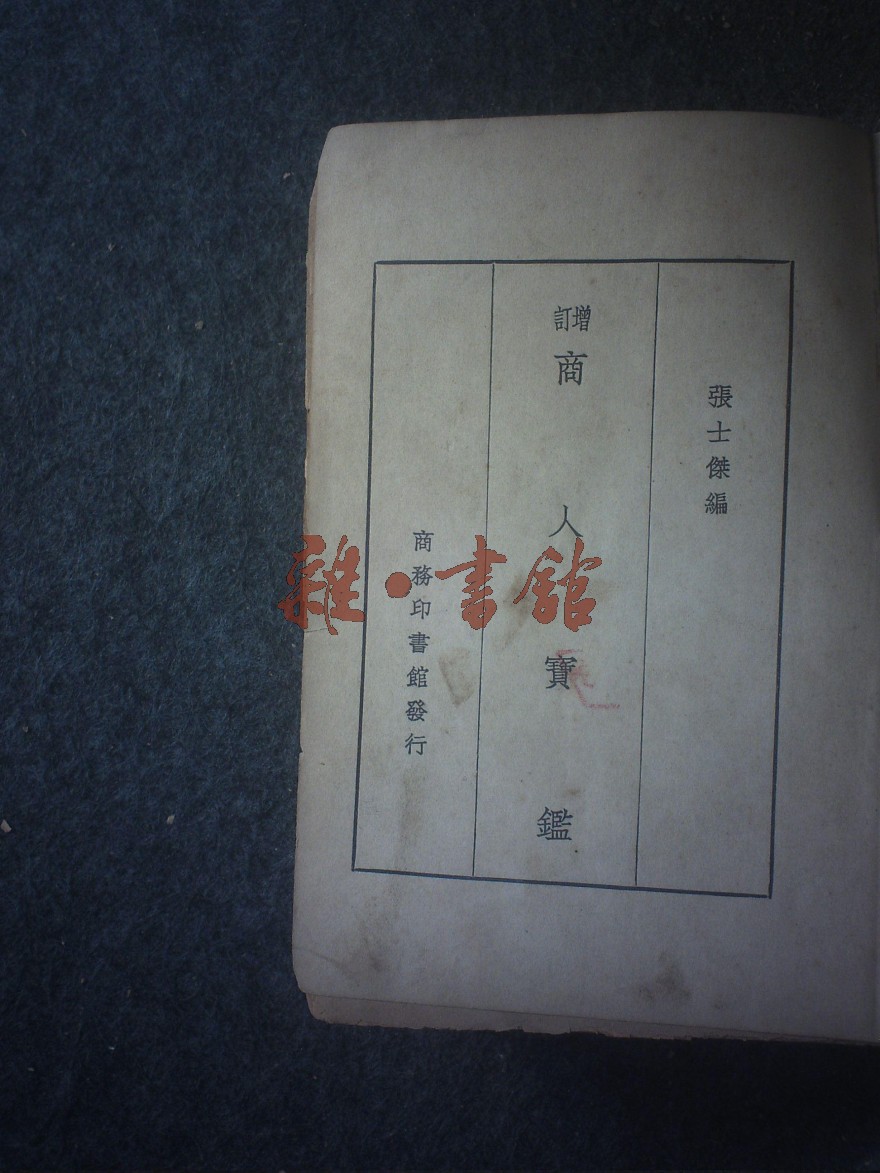 張士傑編
增訂
商人寶鑑
商務印書館發行
雜·書館